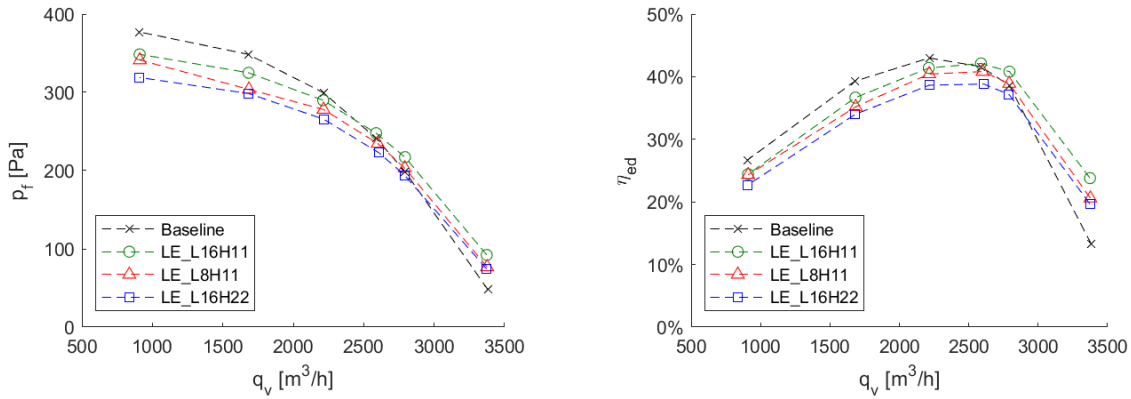 400
300
200
100
0
p_f [Pa]
Baseline
LE_L16H11
LE_L8H11
LE_L16H22
500 1000 1500 2000 2500 3000 3500
q_v [m³/h]
50%
40%
30%
20%
10%
0%
η_ed
Baseline
LE_L16H11
LE_L8H11
LE_L16H22
500 1000 1500 2000 2500 3000 3500
q_v [m³/h]